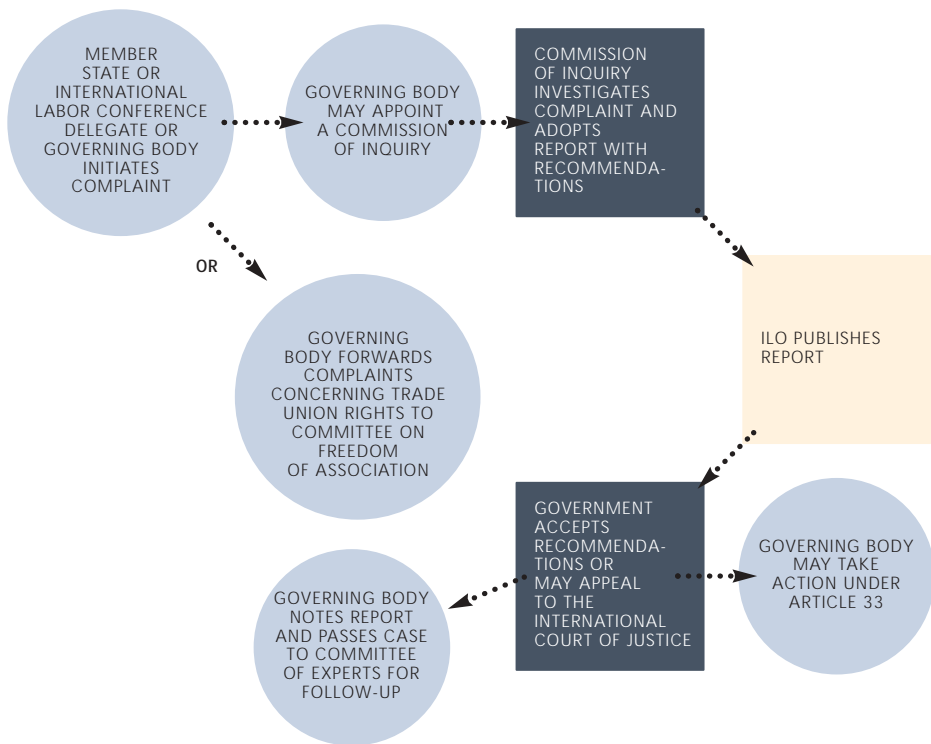 MEMBER
STATE OR
INTERNATIONAL
LABOR CONFERENCE
DELEGATE OR
GOVERNING BODY
INITIATES
COMPLAINT
GOVERNING BODY
MAY APPOINT
A COMMISSION
OF INQUIRY
COMMISSION
OF INQUIRY
INVESTIGATES
COMPLAINT AND
ADOPTS
REPORT WITH
RECOMMENDA-
TIONS
OR
GOVERNING
BODY FORWARDS
COMPLAINTS
CONCERNING TRADE
UNION RIGHTS TO
COMMITTEE ON
FREEDOM
OF ASSOCIATION
ILO PUBLISHES
REPORT
GOVERNMENT
ACCEPTS
RECOMMENDA-
TIONS OR
MAY APPEAL
TO THE
INTERNATIONAL
COURT OF JUSTICE
GOVERNING BODY
MAY TAKE
ACTION UNDER
ARTICLE 33
GOVERNING BODY
NOTES REPORT
AND PASSES CASE
TO COMMITTEE
OF EXPERTS FOR
FOLLOW-UP